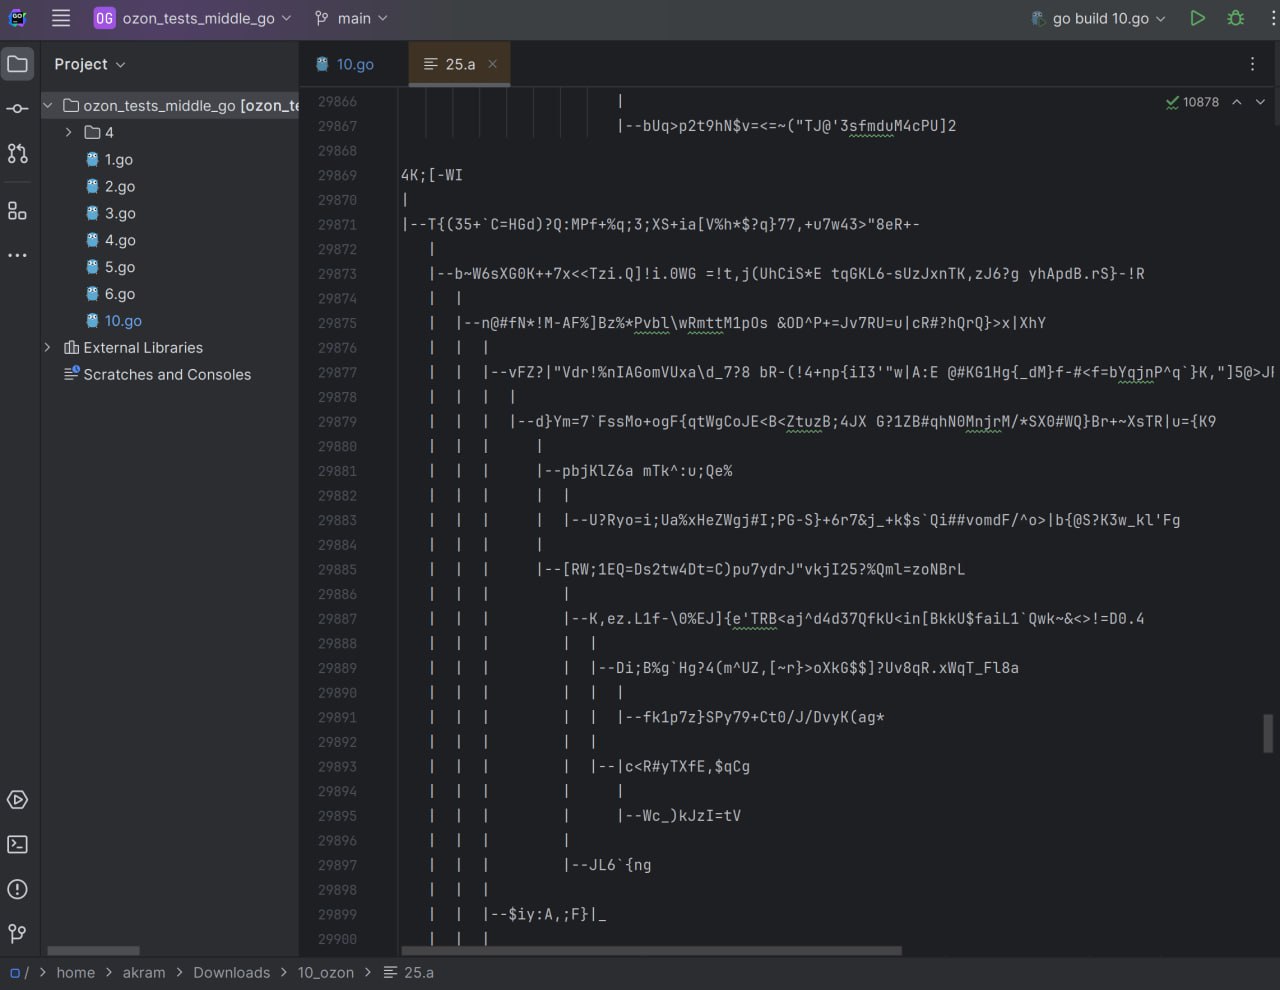 OG ozon_tests_middle_go main go build 10.go
Project
10.go 25.a
ozon_tests_middle_go [ozon_te
4
1.go
2.go
3.go
4.go
5.go
6.go
10.go
External Libraries
Scratches and Consoles
10878
29866 |
29867 |--bUq>p2t9hN$v=<=~("TJ@'3sfmduM4cPU]2
29868
29869 4K;[-WI
29870 |
29871 |--T{(35+`C=HGd)?Q:MPf+%q;3;XS+ia[V%h*$?q}77,+u7w43>"8eR+-
29872 |
29873 |--b~W6sXG0K++7x<<Tzi.Q]!i.0WG =!t,j(UhCiS*E tqGKL6-sUzJxnTK,zJ6?g yhApdB.rS}-!R
29874 | |
29875 | |--n@#fN*!M-AF%]Bz%*Pvbl\wRmttM1pOs &OD^P+=Jv7RU=u|cR#?hQrQ}>x|XhY
29876 | | |
29877 | | |--vFZ?|"Vdr!%nIAGomVUxa\d_7?8 bR-(!4+np{iI3'"w|A:E @#KG1Hg{_dM}f-#<f=bYqjnP^q`}K,"]5@>JF
29878 | | | |
29879 | | | |--d}Ym=7`FssMo+ogF{qtWgCoJE<B<ZtuzB;4JX G?1ZB#qhN0MnjrM/*SX0#WQ}Br+~XsTR|u={K9
29880 | | | |
29881 | | | |--pbjKlZ6a mTk^:u;Qe%
29882 | | | | |
29883 | | | |--U?Ryo=i;Ua%xHeZWgj#I;PG-S}+6r7&j_+k$s`Qi##vomdF/^o>|b{@S?K3w_kl'Fg
29884 | | | |
29885 | | | |--[RW;1EQ=Ds2tw4Dt=C)pu7ydrJ"vkjI25?%Qml=zoNBrL
29886 | | | |
29887 | | | |--K,ez.L1f-\0%EJ]{e'TRB<aj^d4d37QfkU<in[BkkU$faiL1`Qwk~&<>!=D0.4
29888 | | | | |
29889 | | | | |--Di;B%g`Hg?4(m^UZ,[~r}>oXkG$$]?Uv8qR.xWqT_Fl8a
29890 | | | | | |
29891 | | | | | |--fk1p7z}SPy79+Ct0/J/DvyK(ag*
29892 | | | | |
29893 | | | | |--|c<R#yTXfE,$qCg
29894 | | | | |
29895 | | | | |--Wc_)kJzI=tV
29896 | | | |
29897 | | | |--JL6`{ng
29898 | | |
29899 | | |--$iy:A,;F}|_
29900 | | |
/ > home > akram > Downloads > 10_ozon > 25.a